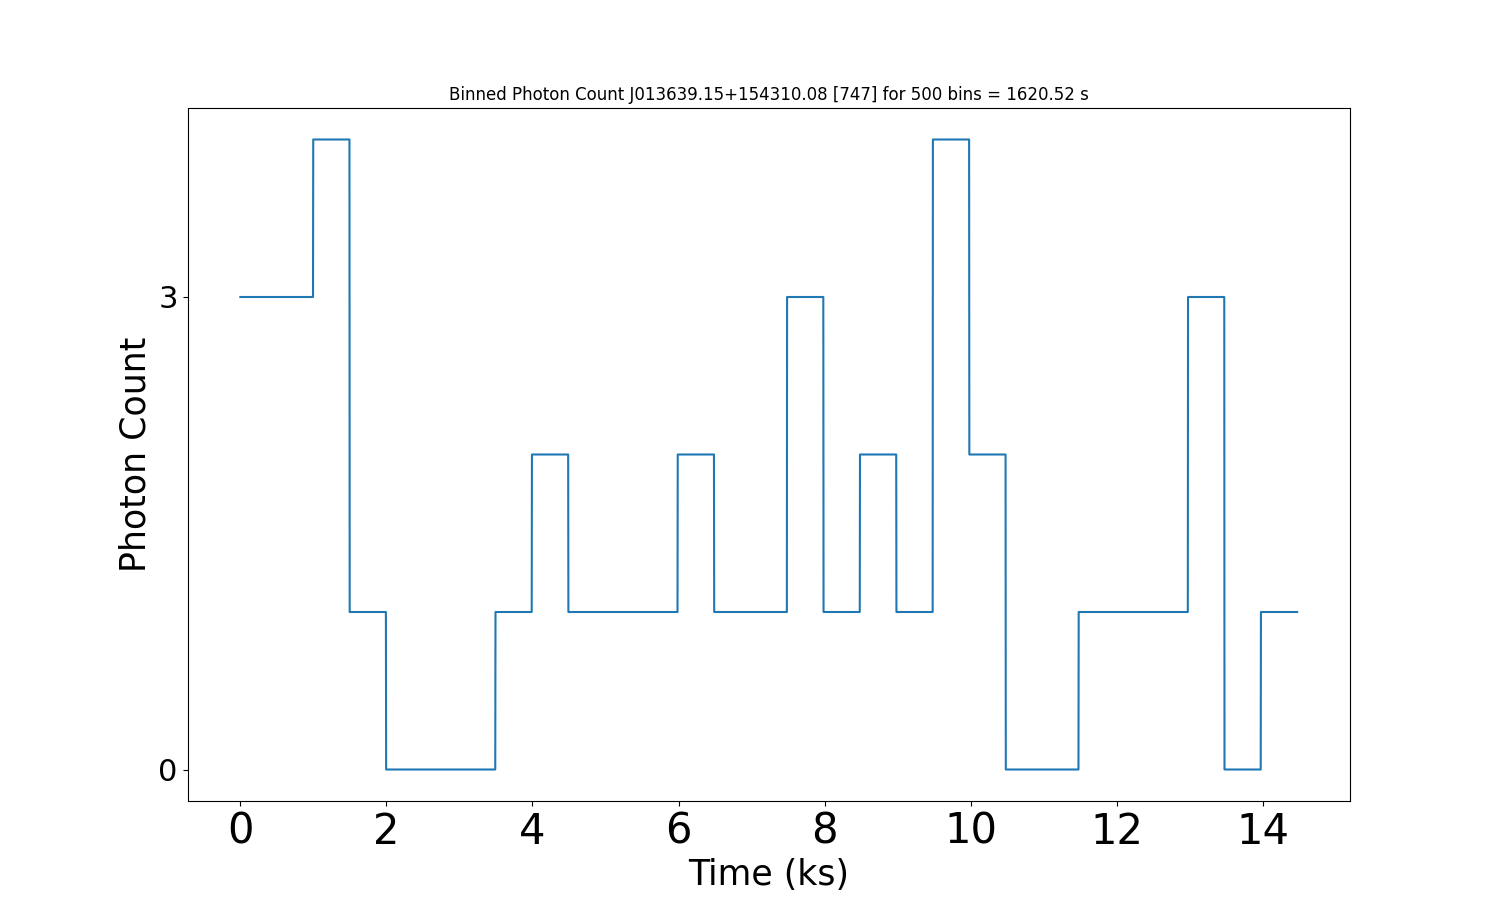 Binned Photon Count J013639.15+154310.08 [747] for 500 bins = 1620.52 s
3
Photon Count
0
0 2 4 6 8 10 12 14
Time (ks)